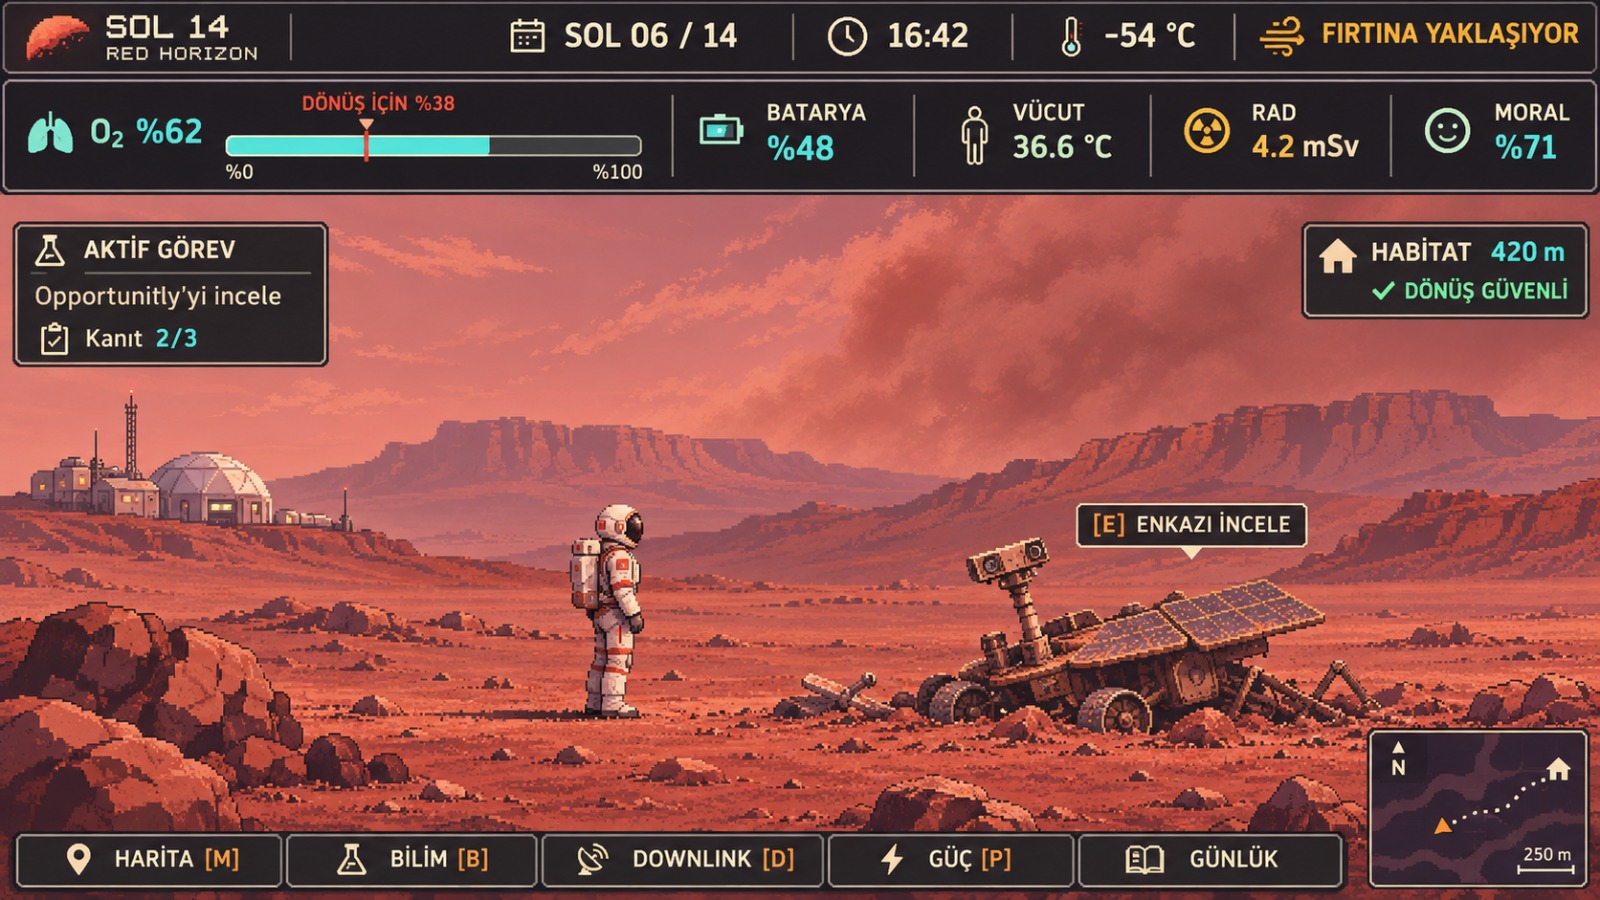 SOL 14
RED HORIZON
SOL 06 / 14
16:42
-54 °C
FIRTINA YAKLAŞIYOR
O₂ %62
DÖNÜŞ İÇİN %38
%0
%100
BATARYA
%48
VÜCUT
36.6 °C
RAD
4.2 mSv
MORAL
%71
AKTİF GÖREV
Opportunitly'yi incele
Kanıt 2/3
HABİTAT 420 m
DÖNÜŞ GÜVENLİ
[E] ENKAZI İNCELE
N
250 m
HARİTA [M]
BİLİM [B]
DOWNLINK [D]
GÜÇ [P]
GÜNLÜK